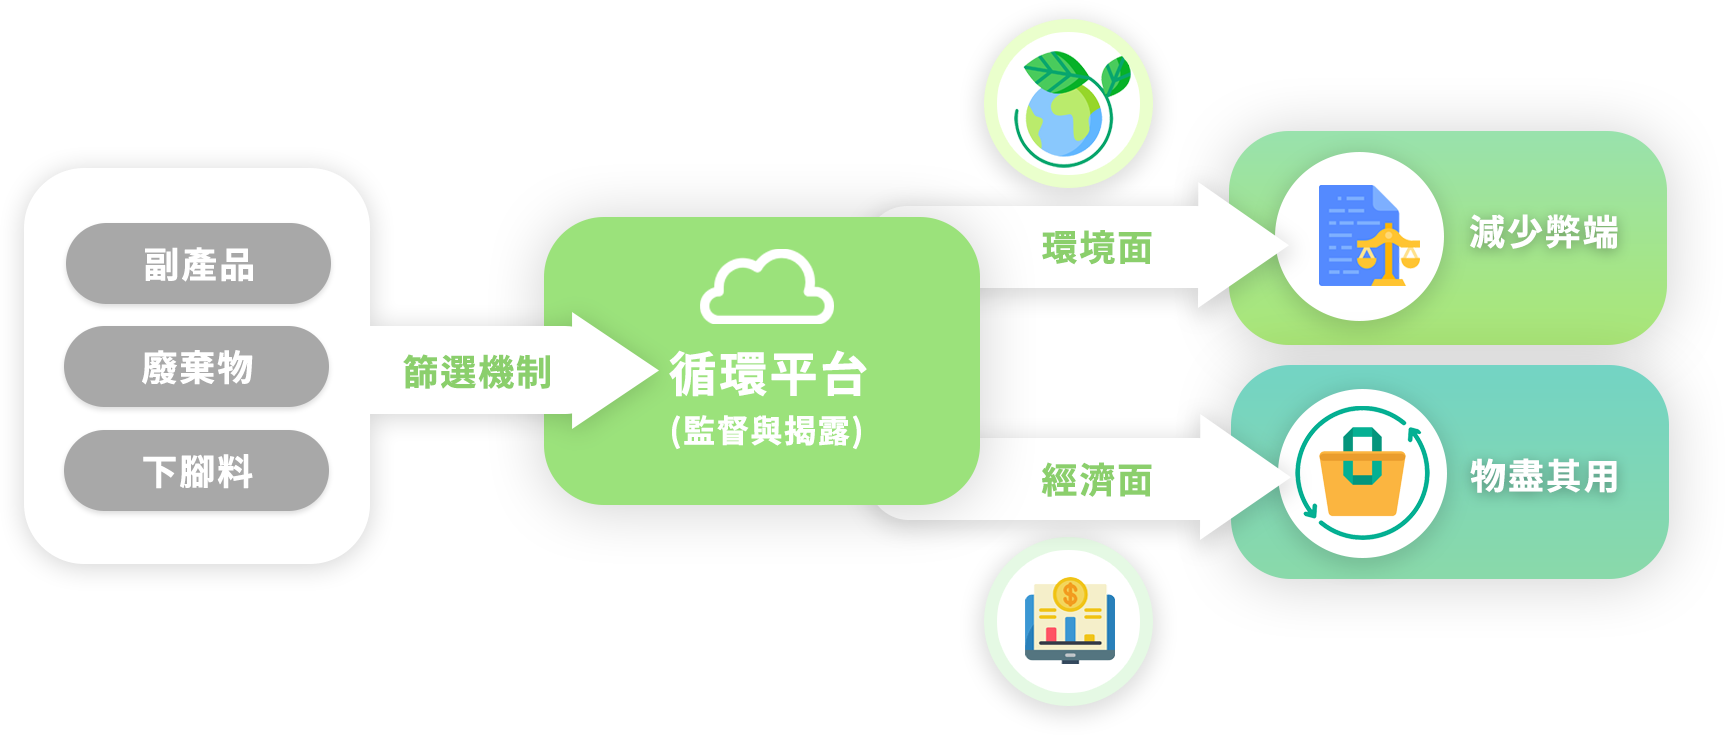 副產品
廢棄物
下腳料
篩選機制
循環平台
(監督與揭露)
環境面
減少弊端
經濟面
物盡其用